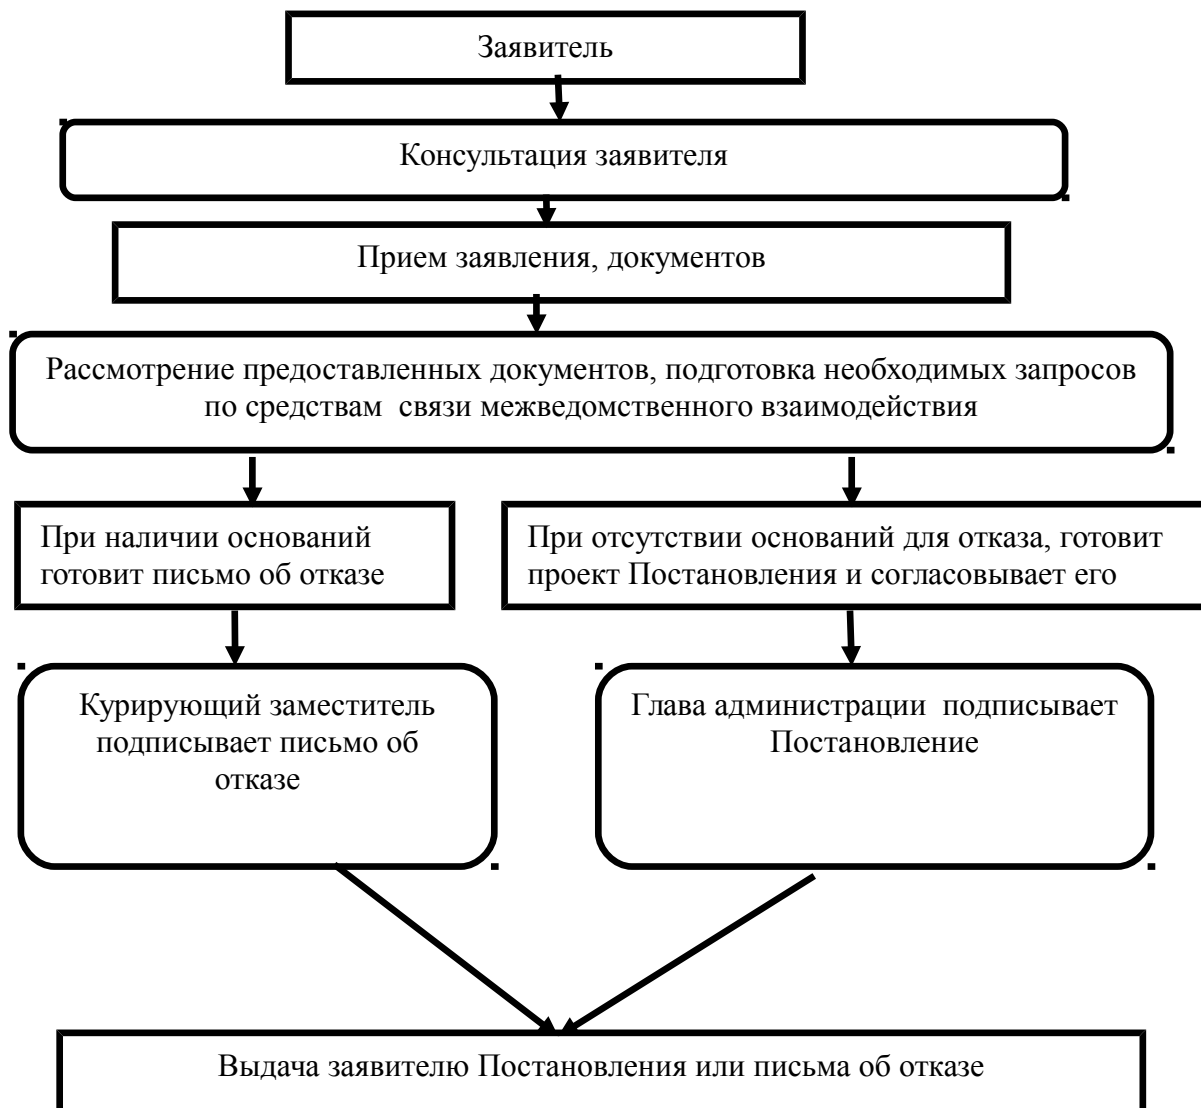 Заявитель
Консультация заявителя
Прием заявления, документов
Рассмотрение предоставленных документов, подготовка необходимых запросов
по средствам  связи межведомственного взаимодействия
При наличии оснований
готовит письмо об отказе
При отсутствии оснований для отказа, готовит
проект Постановления и согласовывает его
Курирующий заместитель
подписывает письмо об
отказе
Глава администрации  подписывает
Постановление
Выдача заявителю Постановления или письма об отказе